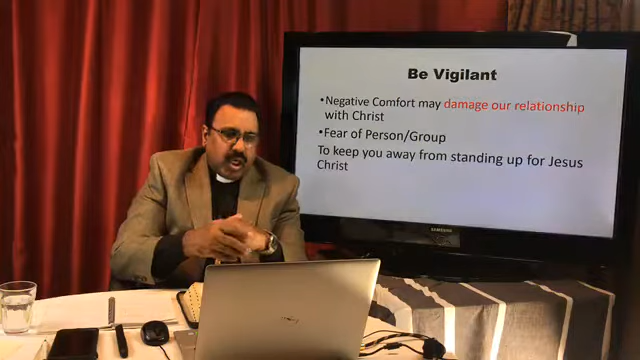 Be Vigilant
•Negative Comfort may damage our relationship
with Christ
•Fear of Person/Group
To keep you away from standing up for Jesus
Christ
SAMSUNG